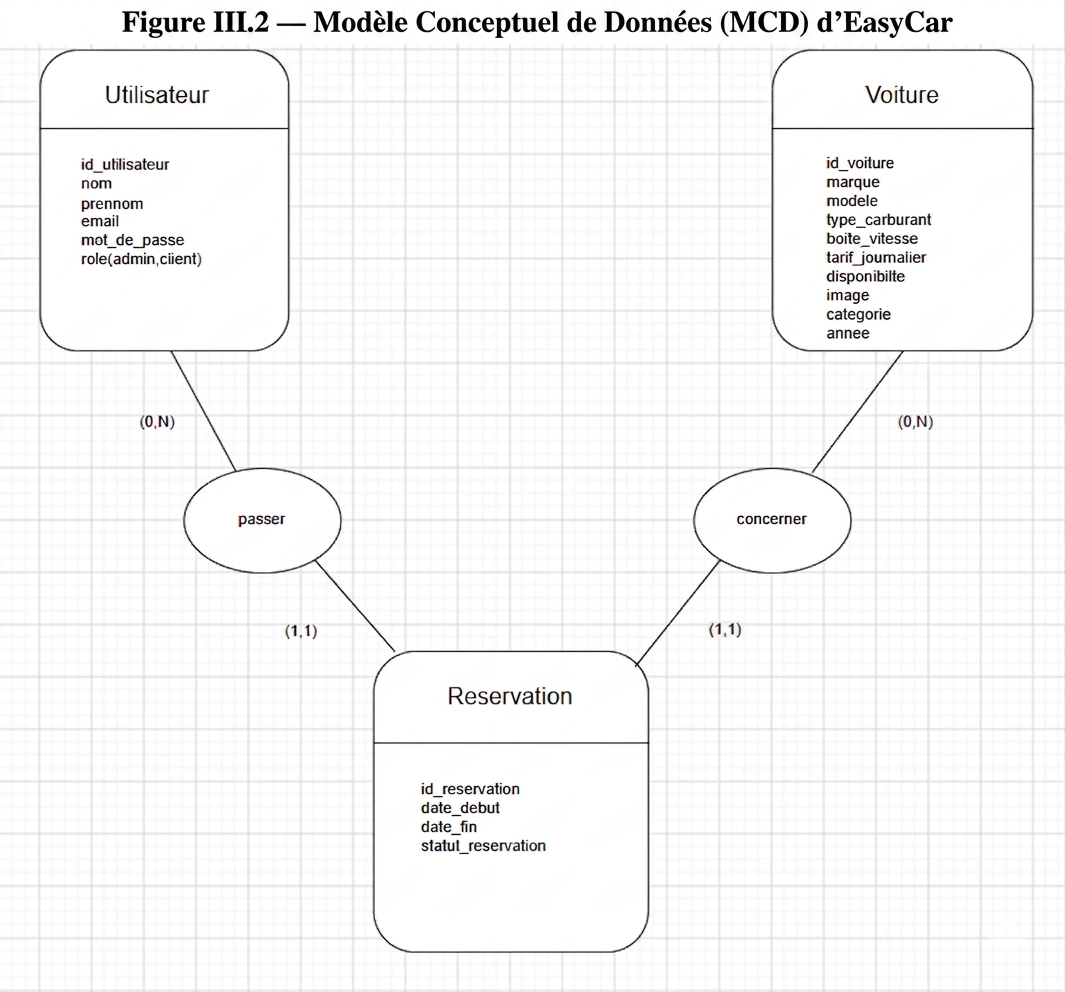 Figure III.2 — Modèle Conceptuel de Données (MCD) d’EasyCar
Utilisateur
id_utilisateur
nom
prennom
email
mot_de_passe
role(admin,client)
Voiture
id_voiture
marque
modele
type_carburant
boite_vitesse
tarif_journalier
disponibilte
image
categorie
annee
(0,N)
(0,N)
passer
concerner
(1,1)
(1,1)
Reservation
id_reservation
date_debut
date_fin
statut_reservation